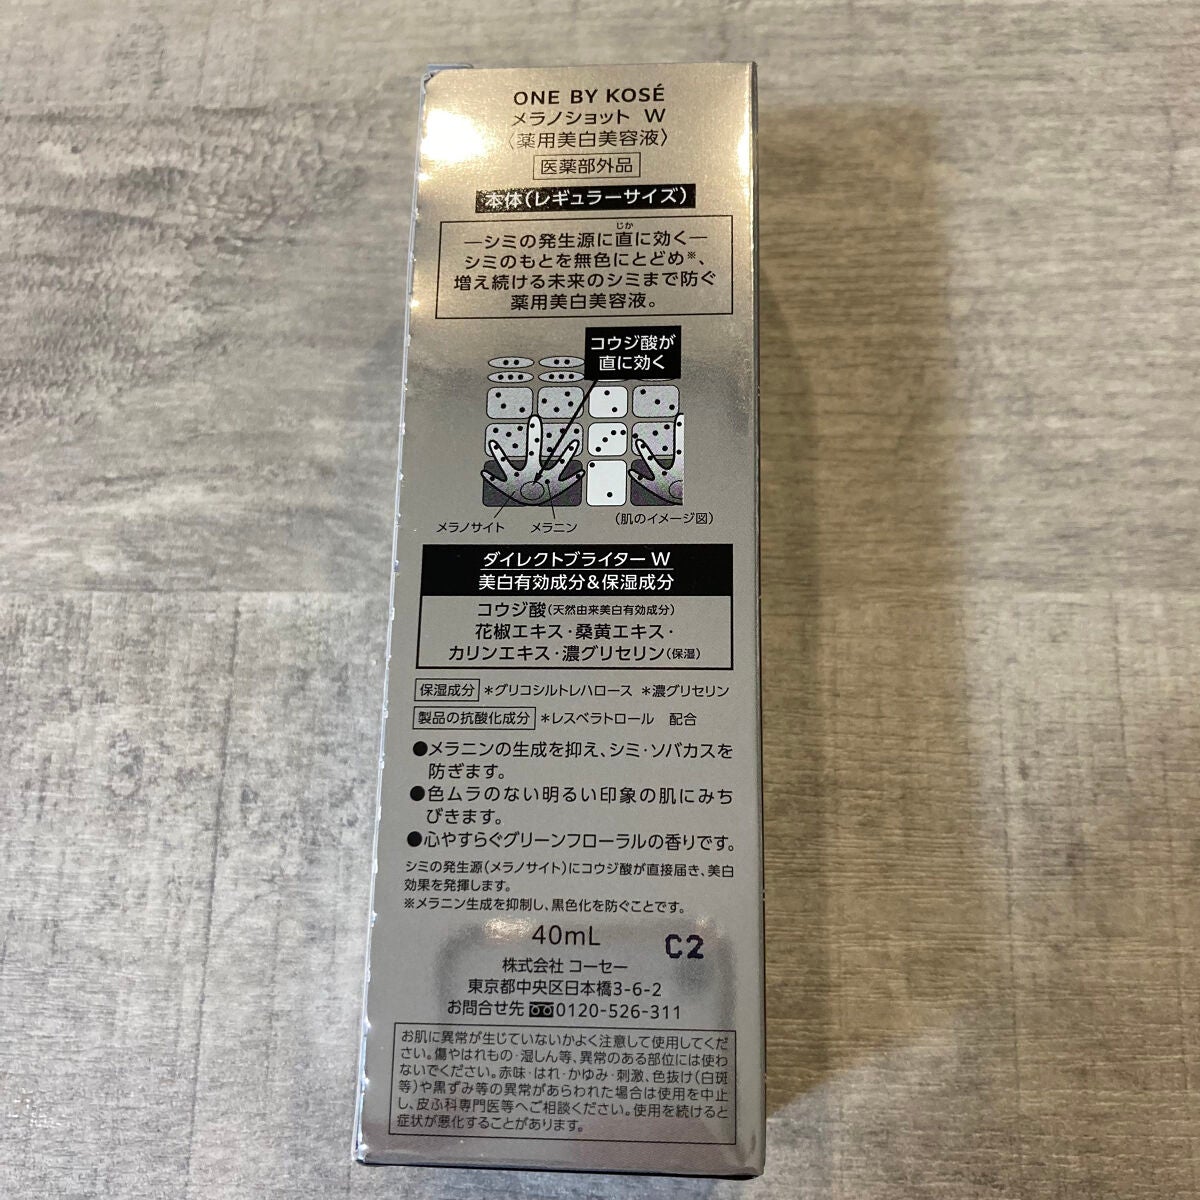 ONE BY KOSÉ
メラノショット W
〈薬用美白美容液〉
医薬部外品
本体(レギュラーサイズ)
じか
―シミの発生源に直に効く―
シミのもとを無色にとどめ※、
増え続ける未来のシミまで防ぐ
薬用美白美容液。
コウジ酸が
直に効く
メラノサイト メラニン (肌のイメージ図)
ダイレクトブライター W
美白有効成分&保湿成分
コウジ酸(天然由来美白有効成分)
花椒エキス・桑黄エキス・
カリンエキス・濃グリセリン(保湿)
保湿成分 *グリコシルトレハロース *濃グリセリン
製品の抗酸化成分 *レスベラトロール 配合
●メラニンの生成を抑え、シミ・ソバカスを
防ぎます。
●色ムラのない明るい印象の肌にみち
びきます。
●心やすらぐグリーンフローラルの香りです。
シミの発生源(メラノサイト)にコウジ酸が直接届き、美白
効果を発揮します。
※メラニン生成を抑制し、黒色化を防ぐことです。
40mL
C2
株式会社 コーセー
東京都中央区日本橋3-6-2
お問合せ先 0120-526-311
お肌に異常が生じていないかよく注意して使用してくだ
さい。傷やはれもの・湿しん等、異常のある部位には使わ
ないでください。赤味・はれ・かゆみ・刺激、色抜け(白斑
等)や黒ずみ等の異常があらわれた場合は使用を中止
し、皮ふ科専門医等へご相談ください。使用を続けると
症状が悪化することがあります。